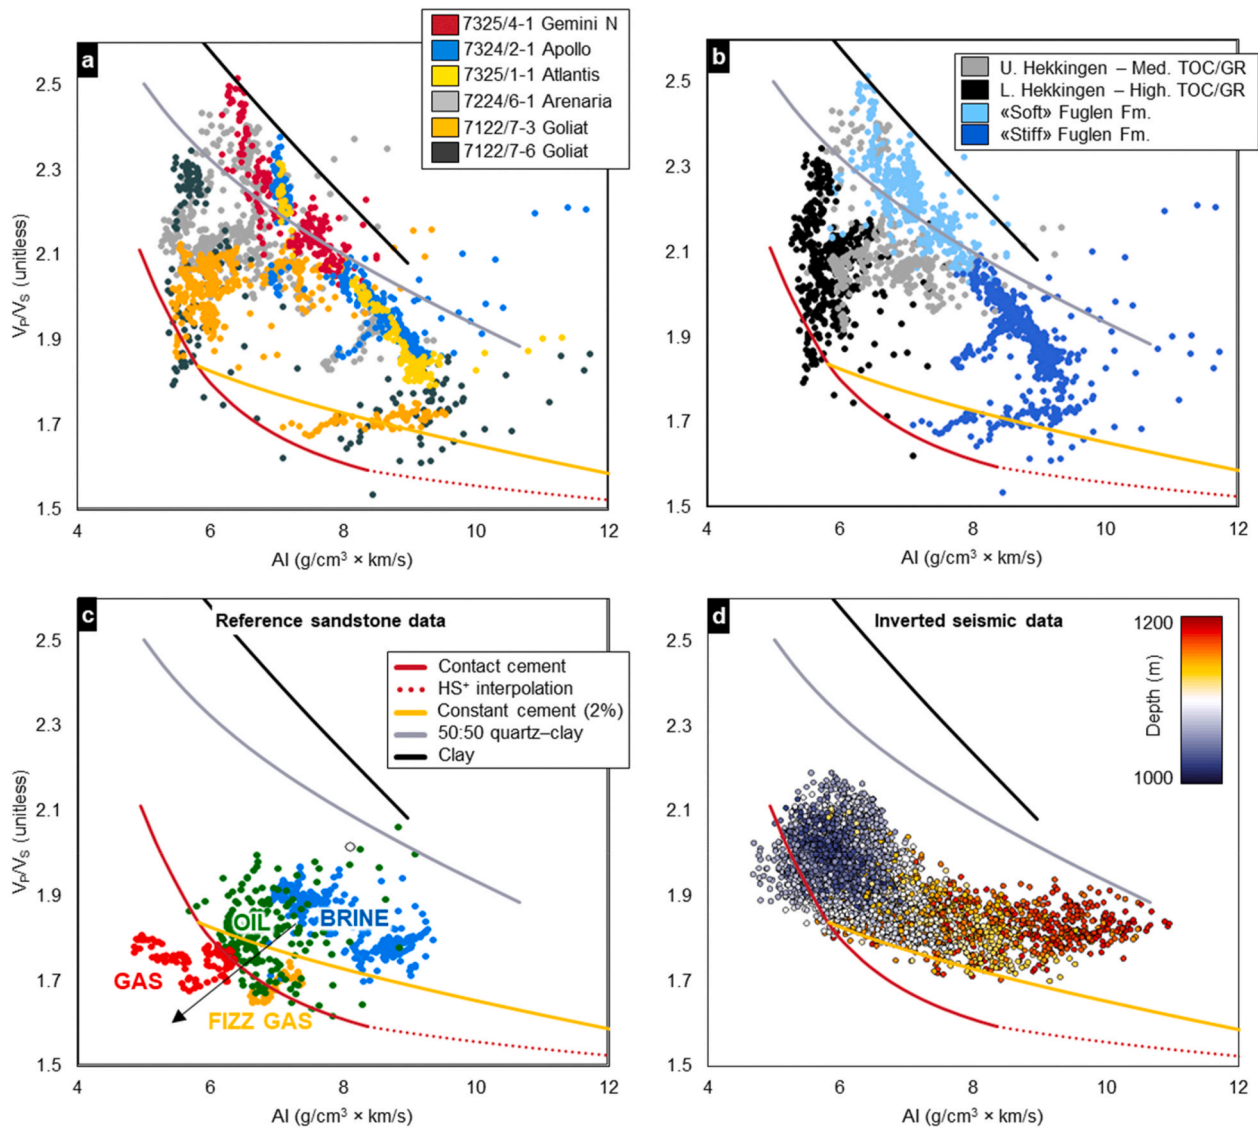 a
7325/4-1 Gemini N
7324/2-1 Apollo
7325/1-1 Atlantis
7224/6-1 Arenaria
7122/7-3 Goliat
7122/7-6 Goliat
2.5
2.3
2.1
1.9
1.7
1.5
VP/VS (unitless)
4
6
8
10
12
AI (g/cm³ × km/s)
b
U. Hekkingen – Med. TOC/GR
L. Hekkingen – High. TOC/GR
«Soft» Fuglen Fm.
«Stiff» Fuglen Fm.
2.5
2.3
2.1
1.9
1.7
1.5
4
6
8
10
12
AI (g/cm³ × km/s)
c
Reference sandstone data
Contact cement
HS⁺ interpolation
Constant cement (2%)
50:50 quartz–clay
Clay
2.5
2.3
2.1
1.9
1.7
1.5
VP/VS (unitless)
OIL
BRINE
GAS
FIZZ GAS
4
6
8
10
12
AI (g/cm³ × km/s)
d
Inverted seismic data
1200
Depth (m)
1000
2.5
2.3
2.1
1.9
1.7
1.5
4
6
8
10
12
AI (g/cm³ × km/s)